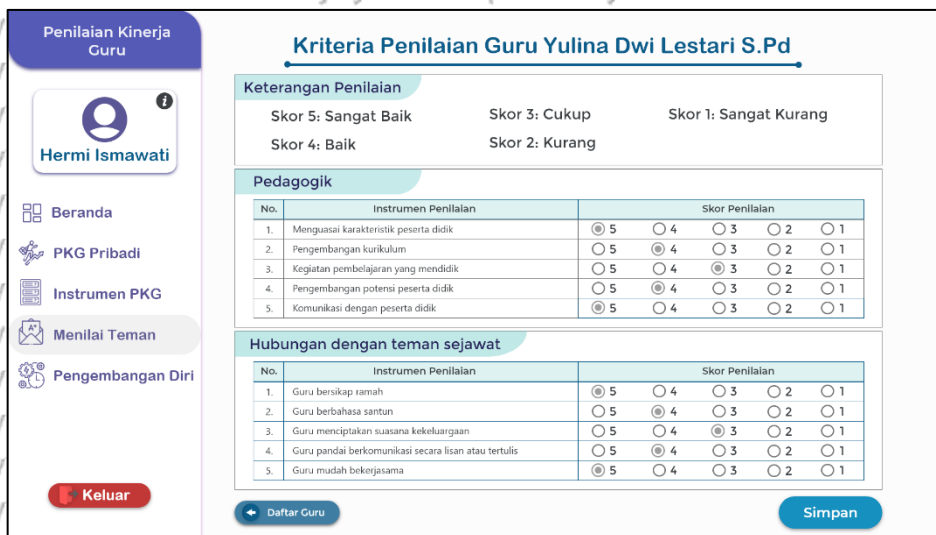 Penilaian Kinerja
Guru
Hermi Ismawati
Beranda
PKG Pribadi
Instrumen PKG
Menilai Teman
Pengembangan Diri
Keluar
Kriteria Penilaian Guru Yulina Dwi Lestari S.Pd
Keterangan Penilaian
Skor 5: Sangat Baik Skor 3: Cukup Skor 1: Sangat Kurang
Skor 4: Baik Skor 2: Kurang
Pedagogik
No. Instrumen Penilaian Skor Penilaian
1. Menguasai karakteristik peserta didik 5 4 3 2 1
2. Pengembangan kurikulum 5 4 3 2 1
3. Kegiatan pembelajaran yang mendidik 5 4 3 2 1
4. Pengembangan potensi peserta didik 5 4 3 2 1
5. Komunikasi dengan peserta didik 5 4 3 2 1
Hubungan dengan teman sejawat
No. Instrumen Penilaian Skor Penilaian
1. Guru bersikap ramah 5 4 3 2 1
2. Guru berbahasa santun 5 4 3 2 1
3. Guru menciptakan suasana kekeluargaan 5 4 3 2 1
4. Guru pandai berkomunikasi secara lisan atau tertulis 5 4 3 2 1
5. Guru mudah bekerjasama 5 4 3 2 1
Daftar Guru Simpan